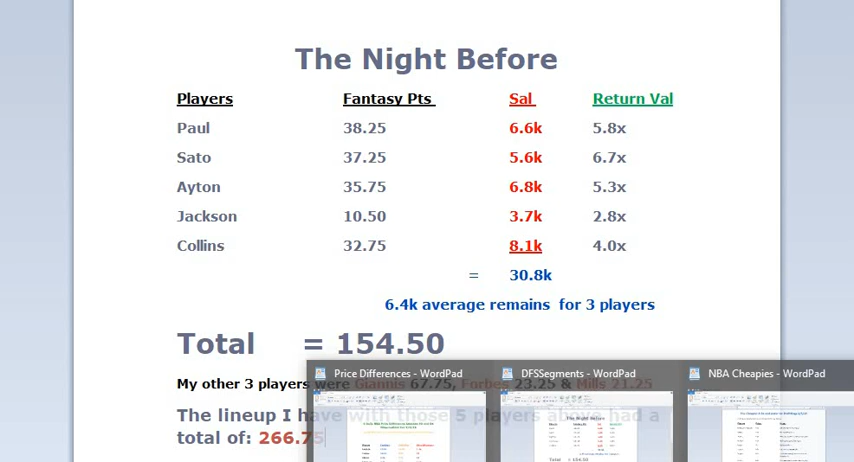 The Night Before
Players Fantasy Pts Sal Return Val
Paul 38.25 6.6k 5.8x
Sato 37.25 5.6k 6.7x
Ayton 35.75 6.8k 5.3x
Jackson 10.50 3.7k 2.8x
Collins 32.75 8.1k 4.0x
= 30.8k
6.4k average remains for 3 players
Total = 154.50
Price Differences - WordPad DFSSegments - WordPad NBA Cheapies - WordPad
My other 3 players were Giannis 67.75, Forbes 23.25 & Mills 21.25
The lineup I have with those 5 players above had a
total of: 266.75